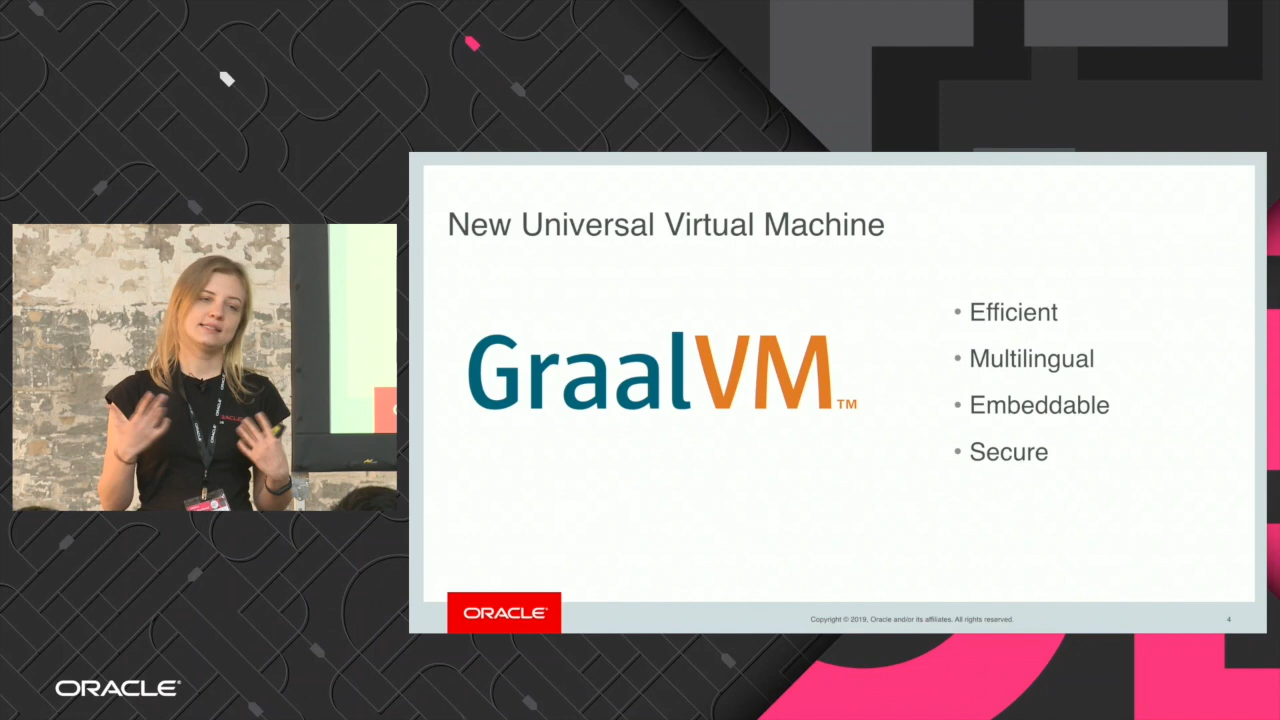 New Universal Virtual Machine
GraalVM™
• Efficient
• Multilingual
• Embeddable
• Secure
ORACLE®
Copyright © 2019, Oracle and/or its affiliates. All rights reserved.
4
ORACLE®